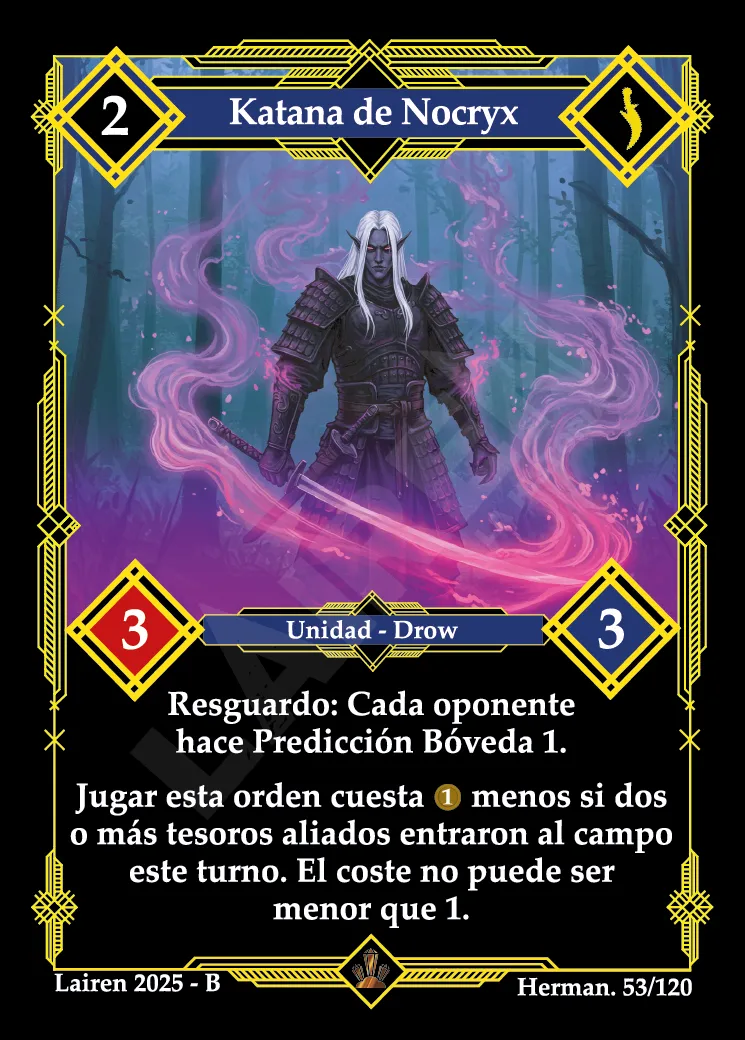 2
Katana de Nocryx
3
Unidad - Drow
3
Resguardo: Cada oponente
hace Predicción Bóveda 1.
Jugar esta orden cuesta 1 menos si dos
o más tesoros aliados entraron al campo
este turno. El coste no puede ser
menor que 1.
Lairen 2025 - B
Herman. 53/120